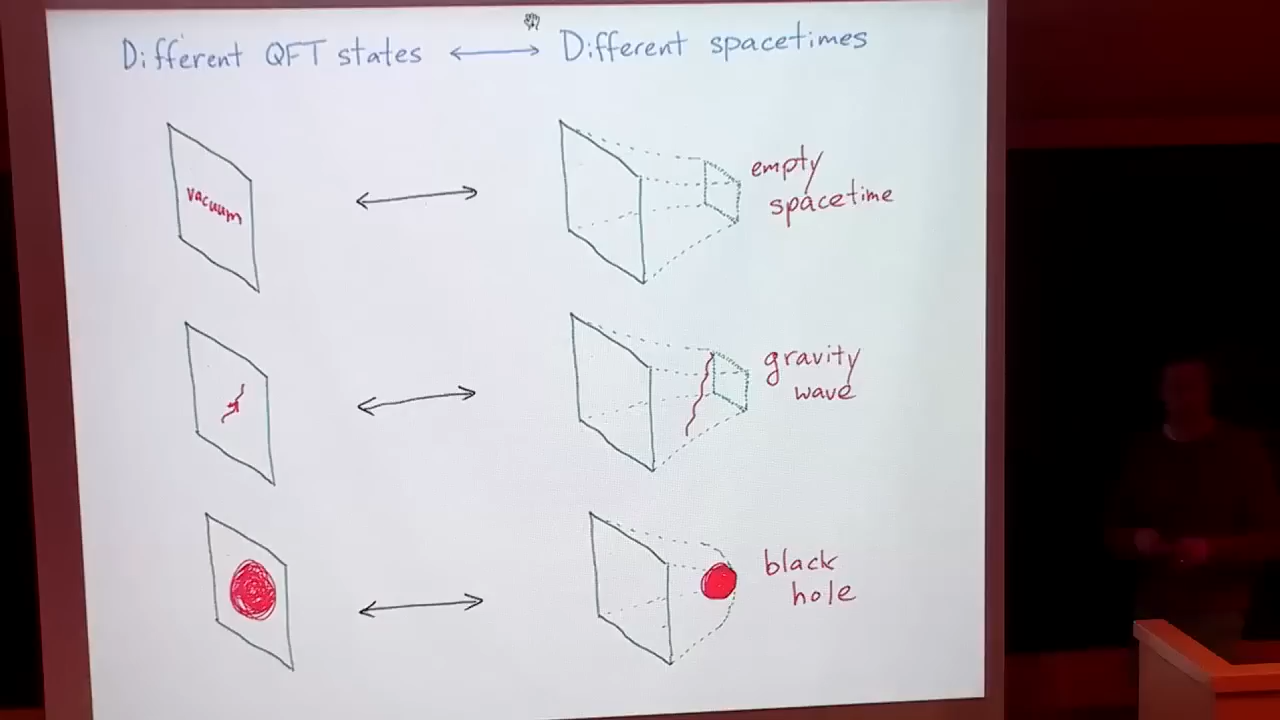 Different QFT states ⟷ Different spacetimes
vacuum
empty
spacetime
gravity
wave
black
hole